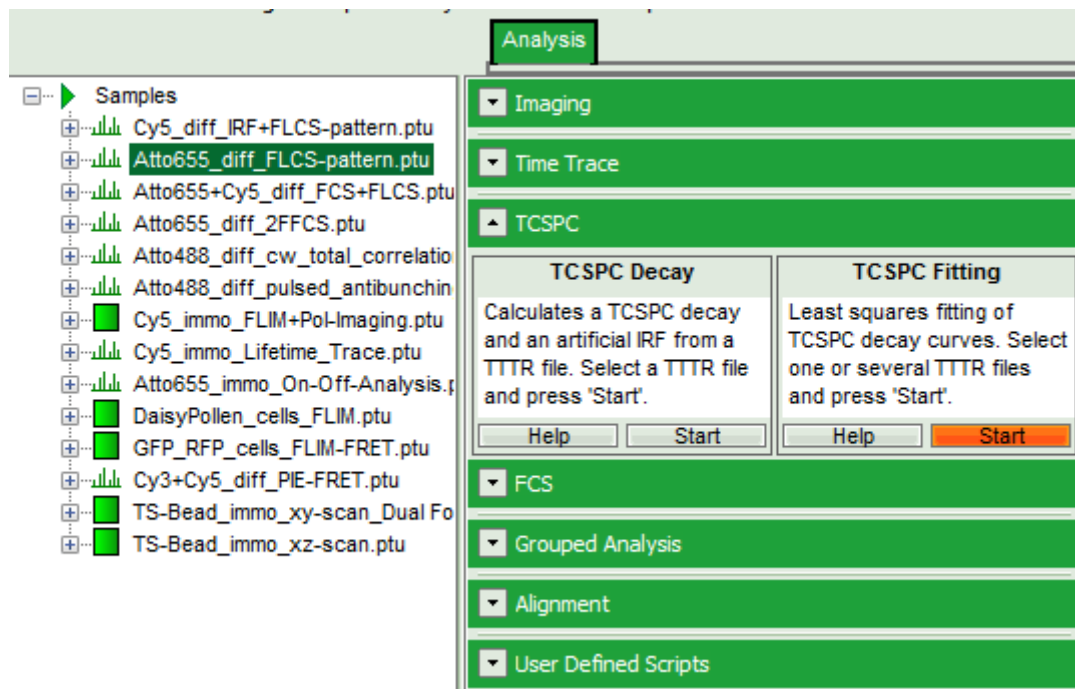 Analysis
Samples
Cy5_diff_IRF+FLCS-pattern.ptu
Atto655_diff_FLCS-pattern.ptu
Atto655+Cy5_diff_FCS+FLCS.ptu
Atto655_diff_2FFCS.ptu
Atto488_diff_cw_total_correlatio
Atto488_diff_pulsed_antibunchin
Cy5_immo_FLIM+Pol-Imaging.ptu
Cy5_immo_Lifetime_Trace.ptu
Atto655_immo_On-Off-Analysis.p
DaisyPollen_cells_FLIM.ptu
GFP_RFP_cells_FLIM-FRET.ptu
Cy3+Cy5_diff_PIE-FRET.ptu
TS-Bead_immo_xy-scan_Dual Fo
TS-Bead_immo_xz-scan.ptu
Imaging
Time Trace
TCSPC
TCSPC Decay
Calculates a TCSPC decay
and an artificial IRF from a
TTTR file. Select a TTTR file
and press 'Start'.
Help Start
TCSPC Fitting
Least squares fitting of
TCSPC decay curves. Select
one or several TTTR files
and press 'Start'.
Help Start
FCS
Grouped Analysis
Alignment
User Defined Scripts